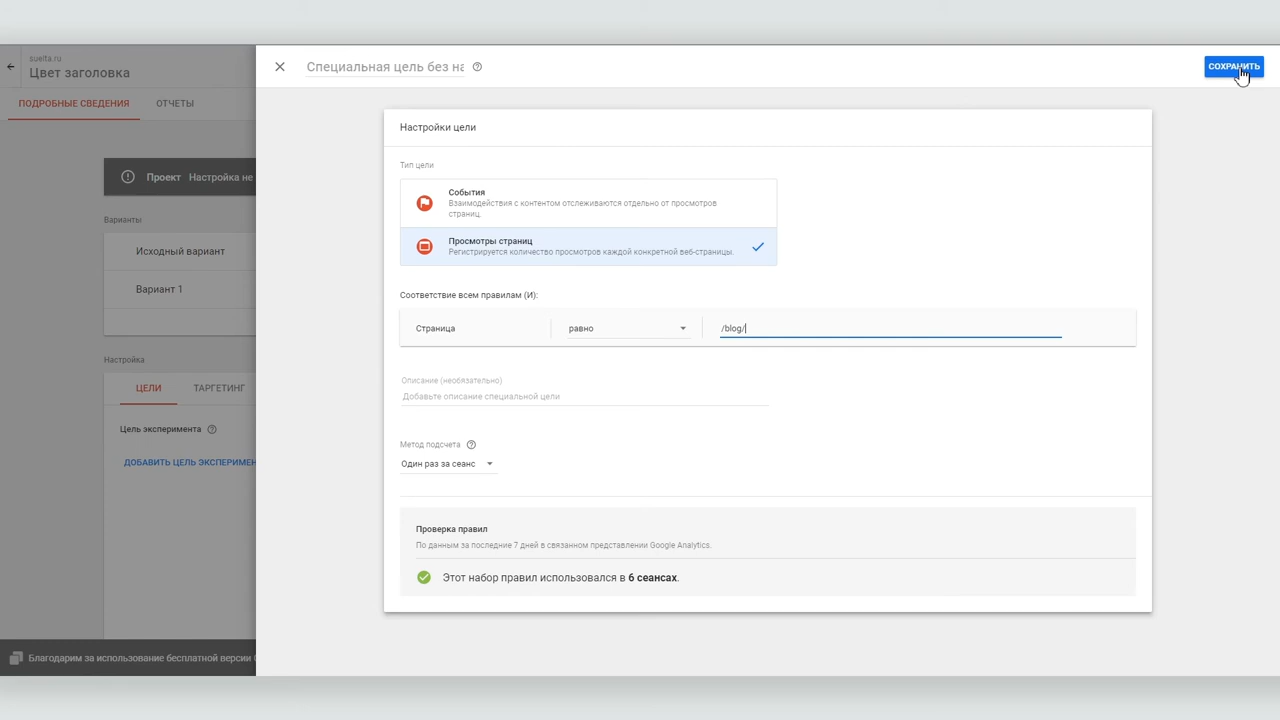 suelta.ru
Цвет заголовка
Специальная цель без на
СОХРАНИТЬ
ПОДРОБНЫЕ СВЕДЕНИЯ
ОТЧЕТЫ
Настройки цели
Тип цели
Проект Настройка не
События
Взаимодействия с контентом отслеживаются отдельно от просмотров
страниц.
Варианты
Просмотры страниц
Регистрируется количество просмотров каждой конкретной веб-страницы.
Исходный вариант
Вариант 1
Соответствие всем правилам (И):
Страница
равно
/blog/
Настройка
ЦЕЛИ
ТАРГЕТИНГ
Описание (необязательно)
Добавьте описание специальной цели
Цель эксперимента
Метод подсчета
ДОБАВИТЬ ЦЕЛЬ ЭКСПЕРИМЕН
Один раз за сеанс
Проверка правил
По данным за последние 7 дней в связанном представлении Google Analytics.
Этот набор правил использовался в 6 сеансах.
Благодарим за использование бесплатной версии